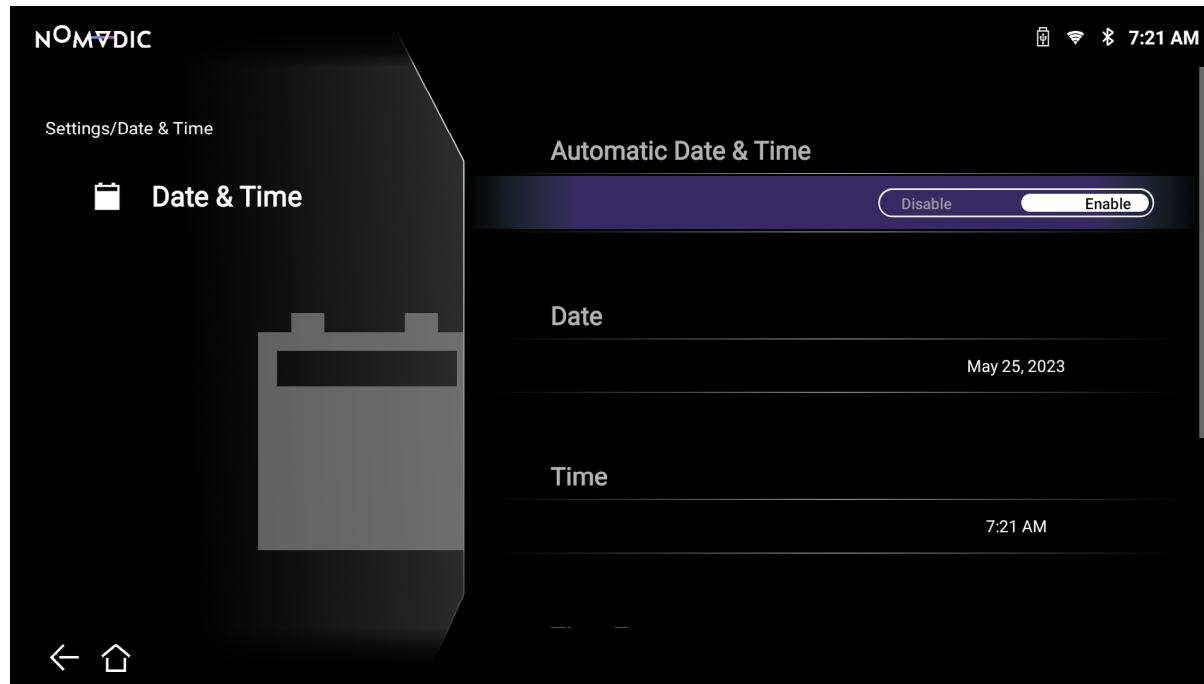 NOMADIC
7:21 AM
Settings/Date & Time
Date & Time
Automatic Date & Time
Disable Enable
Date
May 25, 2023
Time
7:21 AM